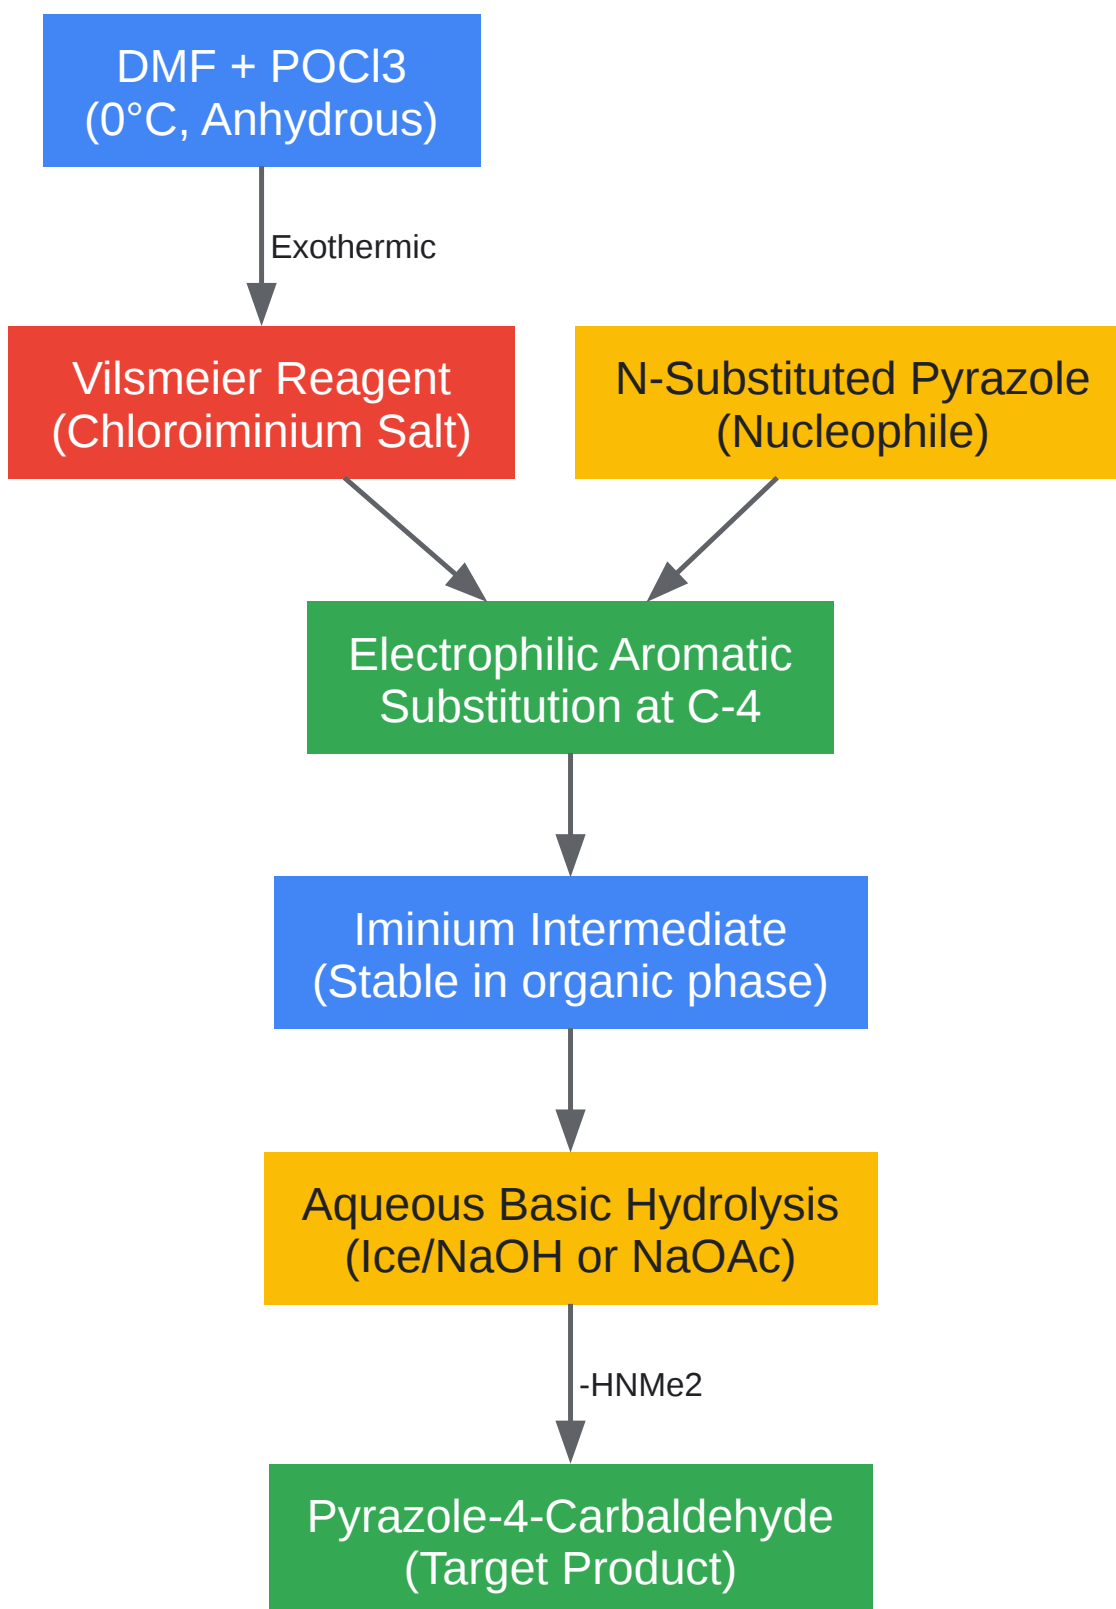 DMF + POCl3
(0°C, Anhydrous)
Exothermic
Vilsmeier Reagent
(Chloroiminium Salt)
N-Substituted Pyrazole
(Nucleophile)
Electrophilic Aromatic
Substitution at C-4
Iminium Intermediate
(Stable in organic phase)
Aqueous Basic Hydrolysis
(Ice/NaOH or NaOAc)
-HNMe2
Pyrazole-4-Carbaldehyde
(Target Product)